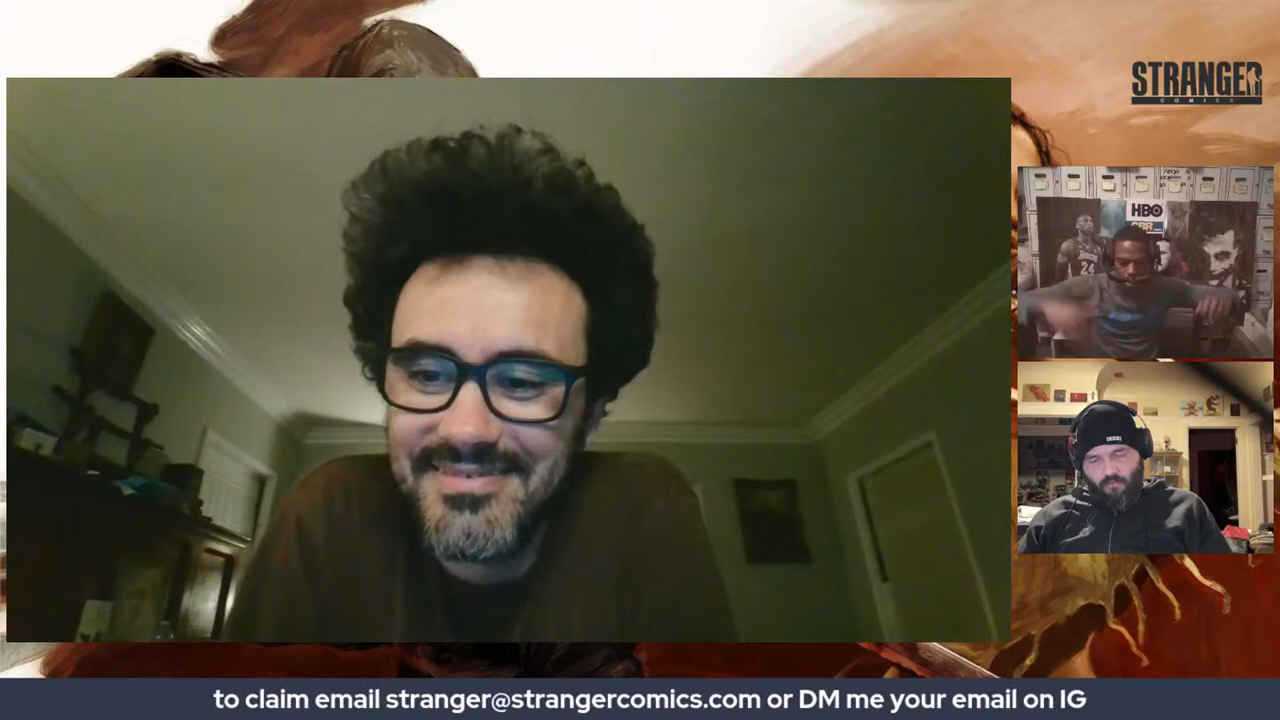 STRANGER
COMICS
HBO
24
to claim email stranger@strangercomics.com or DM me your email on IG